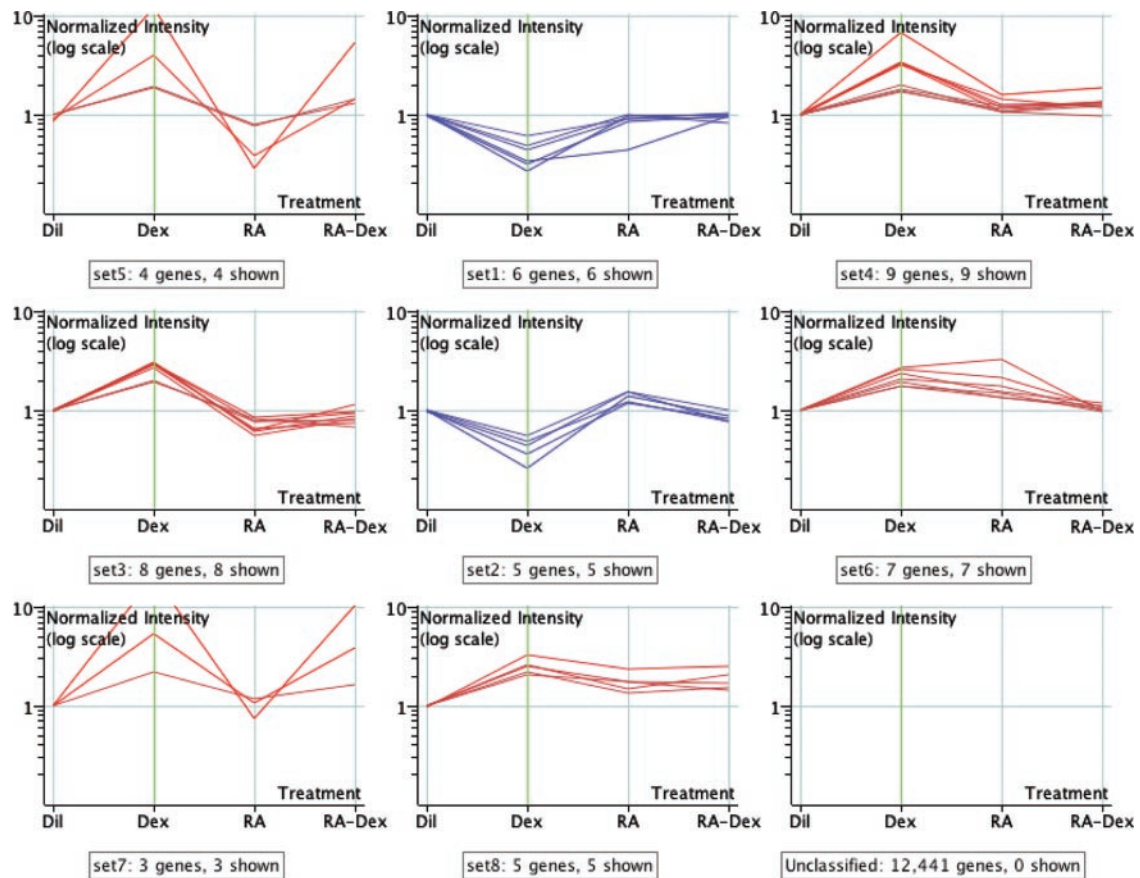 10
Normalized Intensity
(log scale)
1
Treatment
Dil Dex RA RA-Dex
set5: 4 genes, 4 shown
10
Normalized Intensity
(log scale)
1
Treatment
Dil Dex RA RA-Dex
set1: 6 genes, 6 shown
10
Normalized Intensity
(log scale)
1
Treatment
Dil Dex RA RA-Dex
set4: 9 genes, 9 shown
10
Normalized Intensity
(log scale)
1
Treatment
Dil Dex RA RA-Dex
set3: 8 genes, 8 shown
10
Normalized Intensity
(log scale)
1
Treatment
Dil Dex RA RA-Dex
set2: 5 genes, 5 shown
10
Normalized Intensity
(log scale)
1
Treatment
Dil Dex RA RA-Dex
set6: 7 genes, 7 shown
10
Normalized Intensity
(log scale)
1
Treatment
Dil Dex RA RA-Dex
set7: 3 genes, 3 shown
10
Normalized Intensity
(log scale)
1
Treatment
Dil Dex RA RA-Dex
set8: 5 genes, 5 shown
10
Normalized Intensity
(log scale)
1
Treatment
Dil Dex RA RA-Dex
Unclassified: 12,441 genes, 0 shown